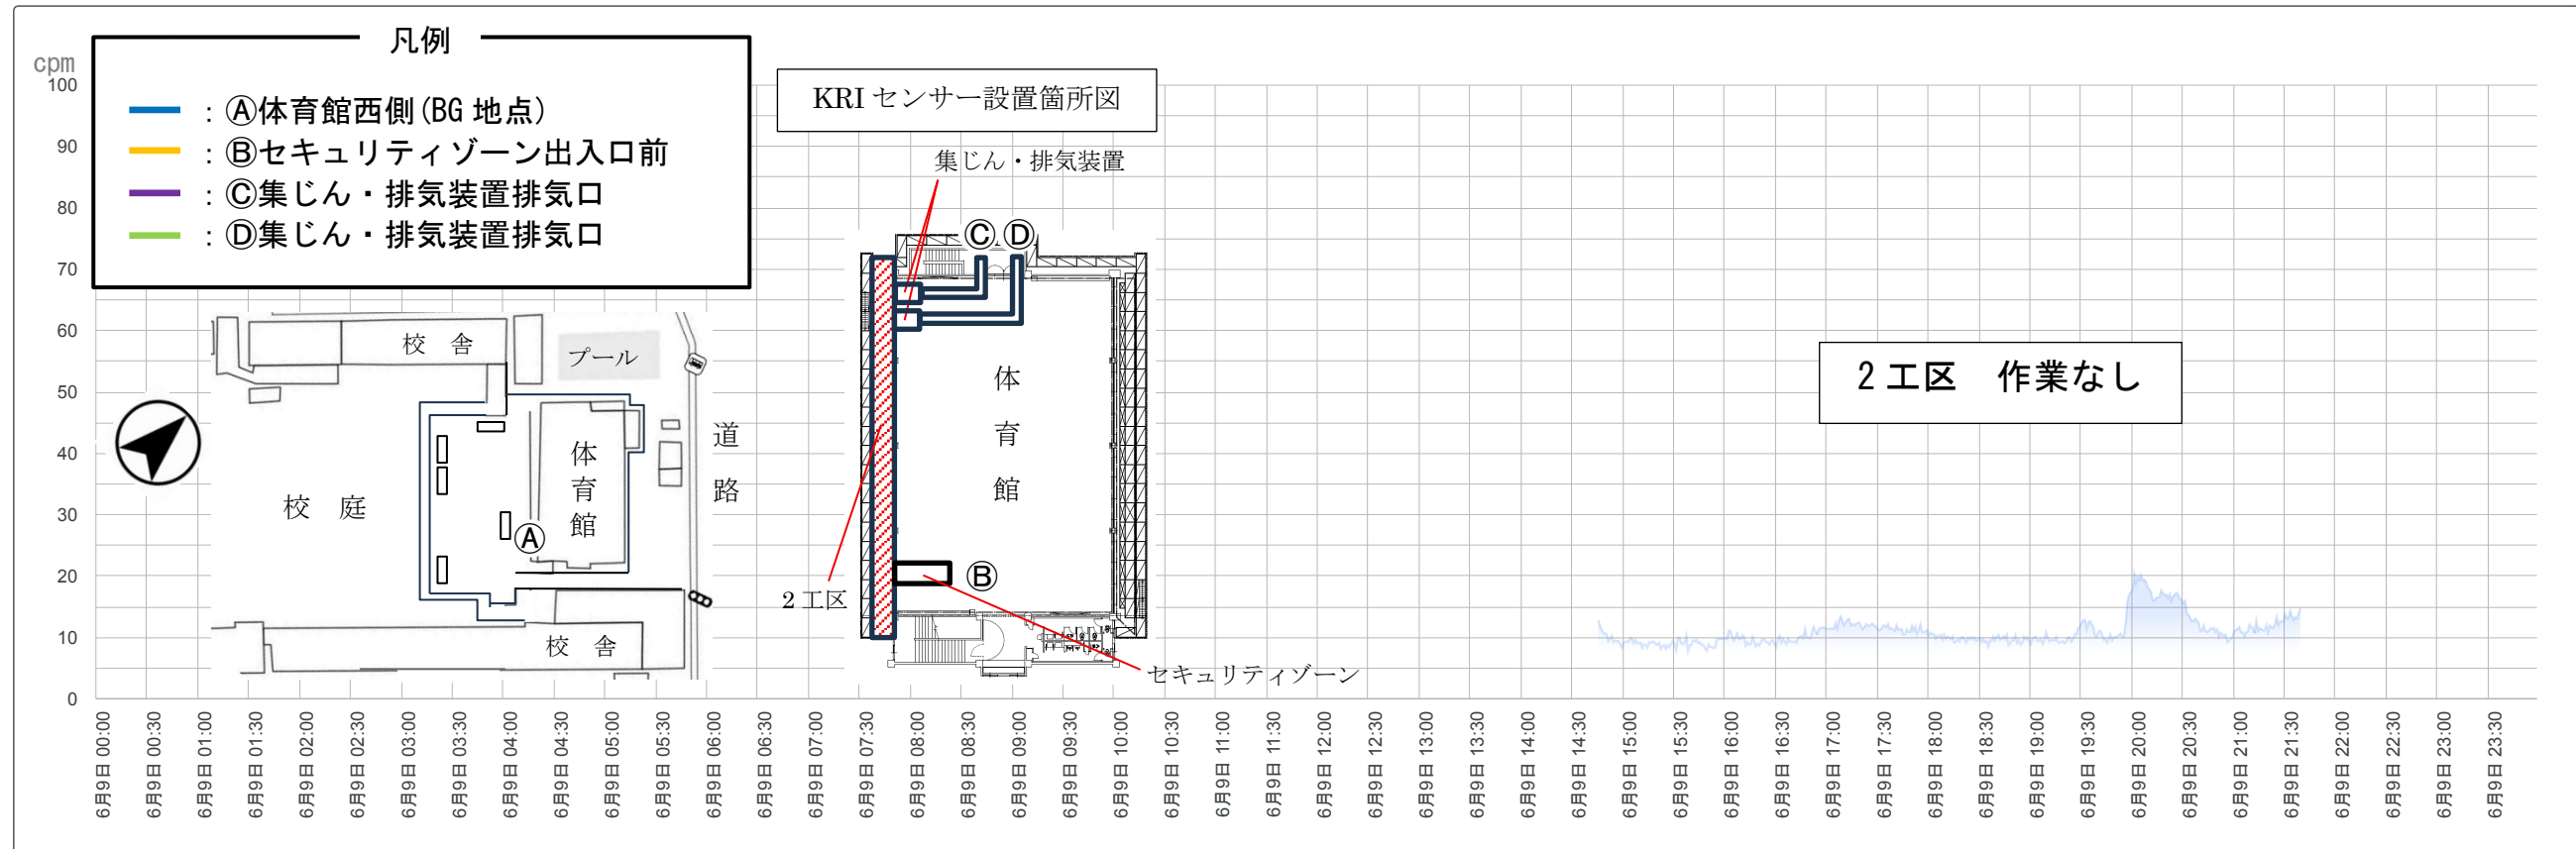 凡例
cpm
: Ⓐ体育館西側(BG 地点)
: Ⓑセキュリティゾーン出入口前
: Ⓒ集じん・排気装置排気口
: Ⓓ集じん・排気装置排気口
KRI センサー設置箇所図
集じん・排気装置
Ⓒ
Ⓓ
100
90
80
70
60
50
40
30
20
10
0
校 舎
プール
体育館
道路
校 庭
Ⓐ
校 舎
体育館
Ⓑ
2 工区
セキュリティゾーン
2 工区 作業なし
6月9日 00:00
6月9日 00:30
6月9日 01:00
6月9日 01:30
6月9日 02:00
6月9日 02:30
6月9日 03:00
6月9日 03:30
6月9日 04:00
6月9日 04:30
6月9日 05:00
6月9日 05:30
6月9日 06:00
6月9日 06:30
6月9日 07:00
6月9日 07:30
6月9日 08:00
6月9日 08:30
6月9日 09:00
6月9日 09:30
6月9日 10:00
6月9日 10:30
6月9日 11:00
6月9日 11:30
6月9日 12:00
6月9日 12:30
6月9日 13:00
6月9日 13:30
6月9日 14:00
6月9日 14:30
6月9日 15:00
6月9日 15:30
6月9日 16:00
6月9日 16:30
6月9日 17:00
6月9日 17:30
6月9日 18:00
6月9日 18:30
6月9日 19:00
6月9日 19:30
6月9日 20:00
6月9日 20:30
6月9日 21:00
6月9日 21:30
6月9日 22:00
6月9日 22:30
6月9日 23:00
6月9日 23:30